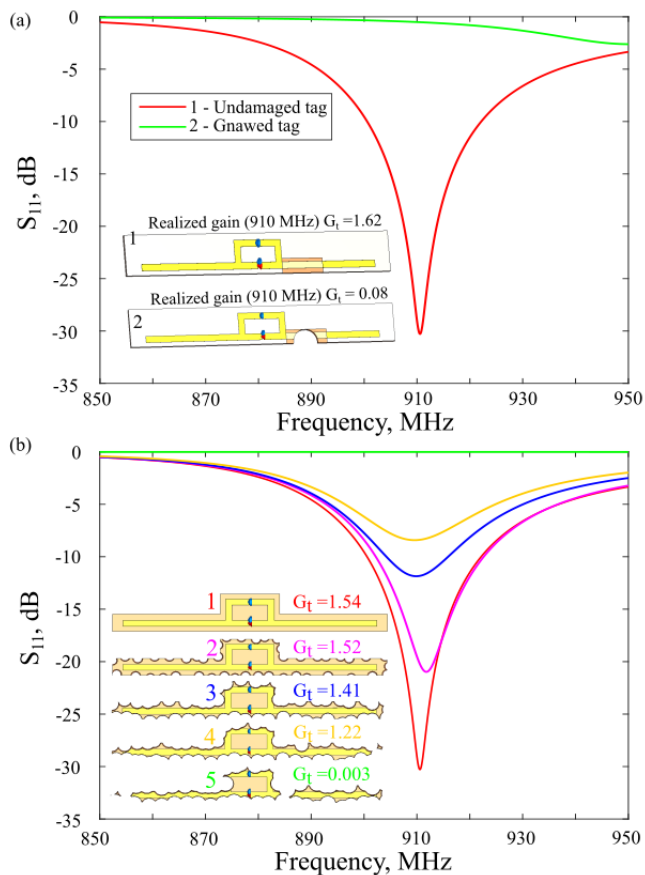 (a)
0
-5
-10
-15
-20
-25
-30
-35
S11, dB
1 - Undamaged tag
2 - Gnawed tag
Realized gain (910 MHz) Gt =1.62
1
Realized gain (910 MHz) Gt = 0.08
2
850 870 890 910 930 950
Frequency, MHz
(b)
0
-5
-10
-15
-20
-25
-30
-35
S11, dB
1 Gt=1.54
2 Gt=1.52
3 Gt=1.41
4 Gt=1.22
5 Gt=0.003
850 870 890 910 930 950
Frequency, MHz